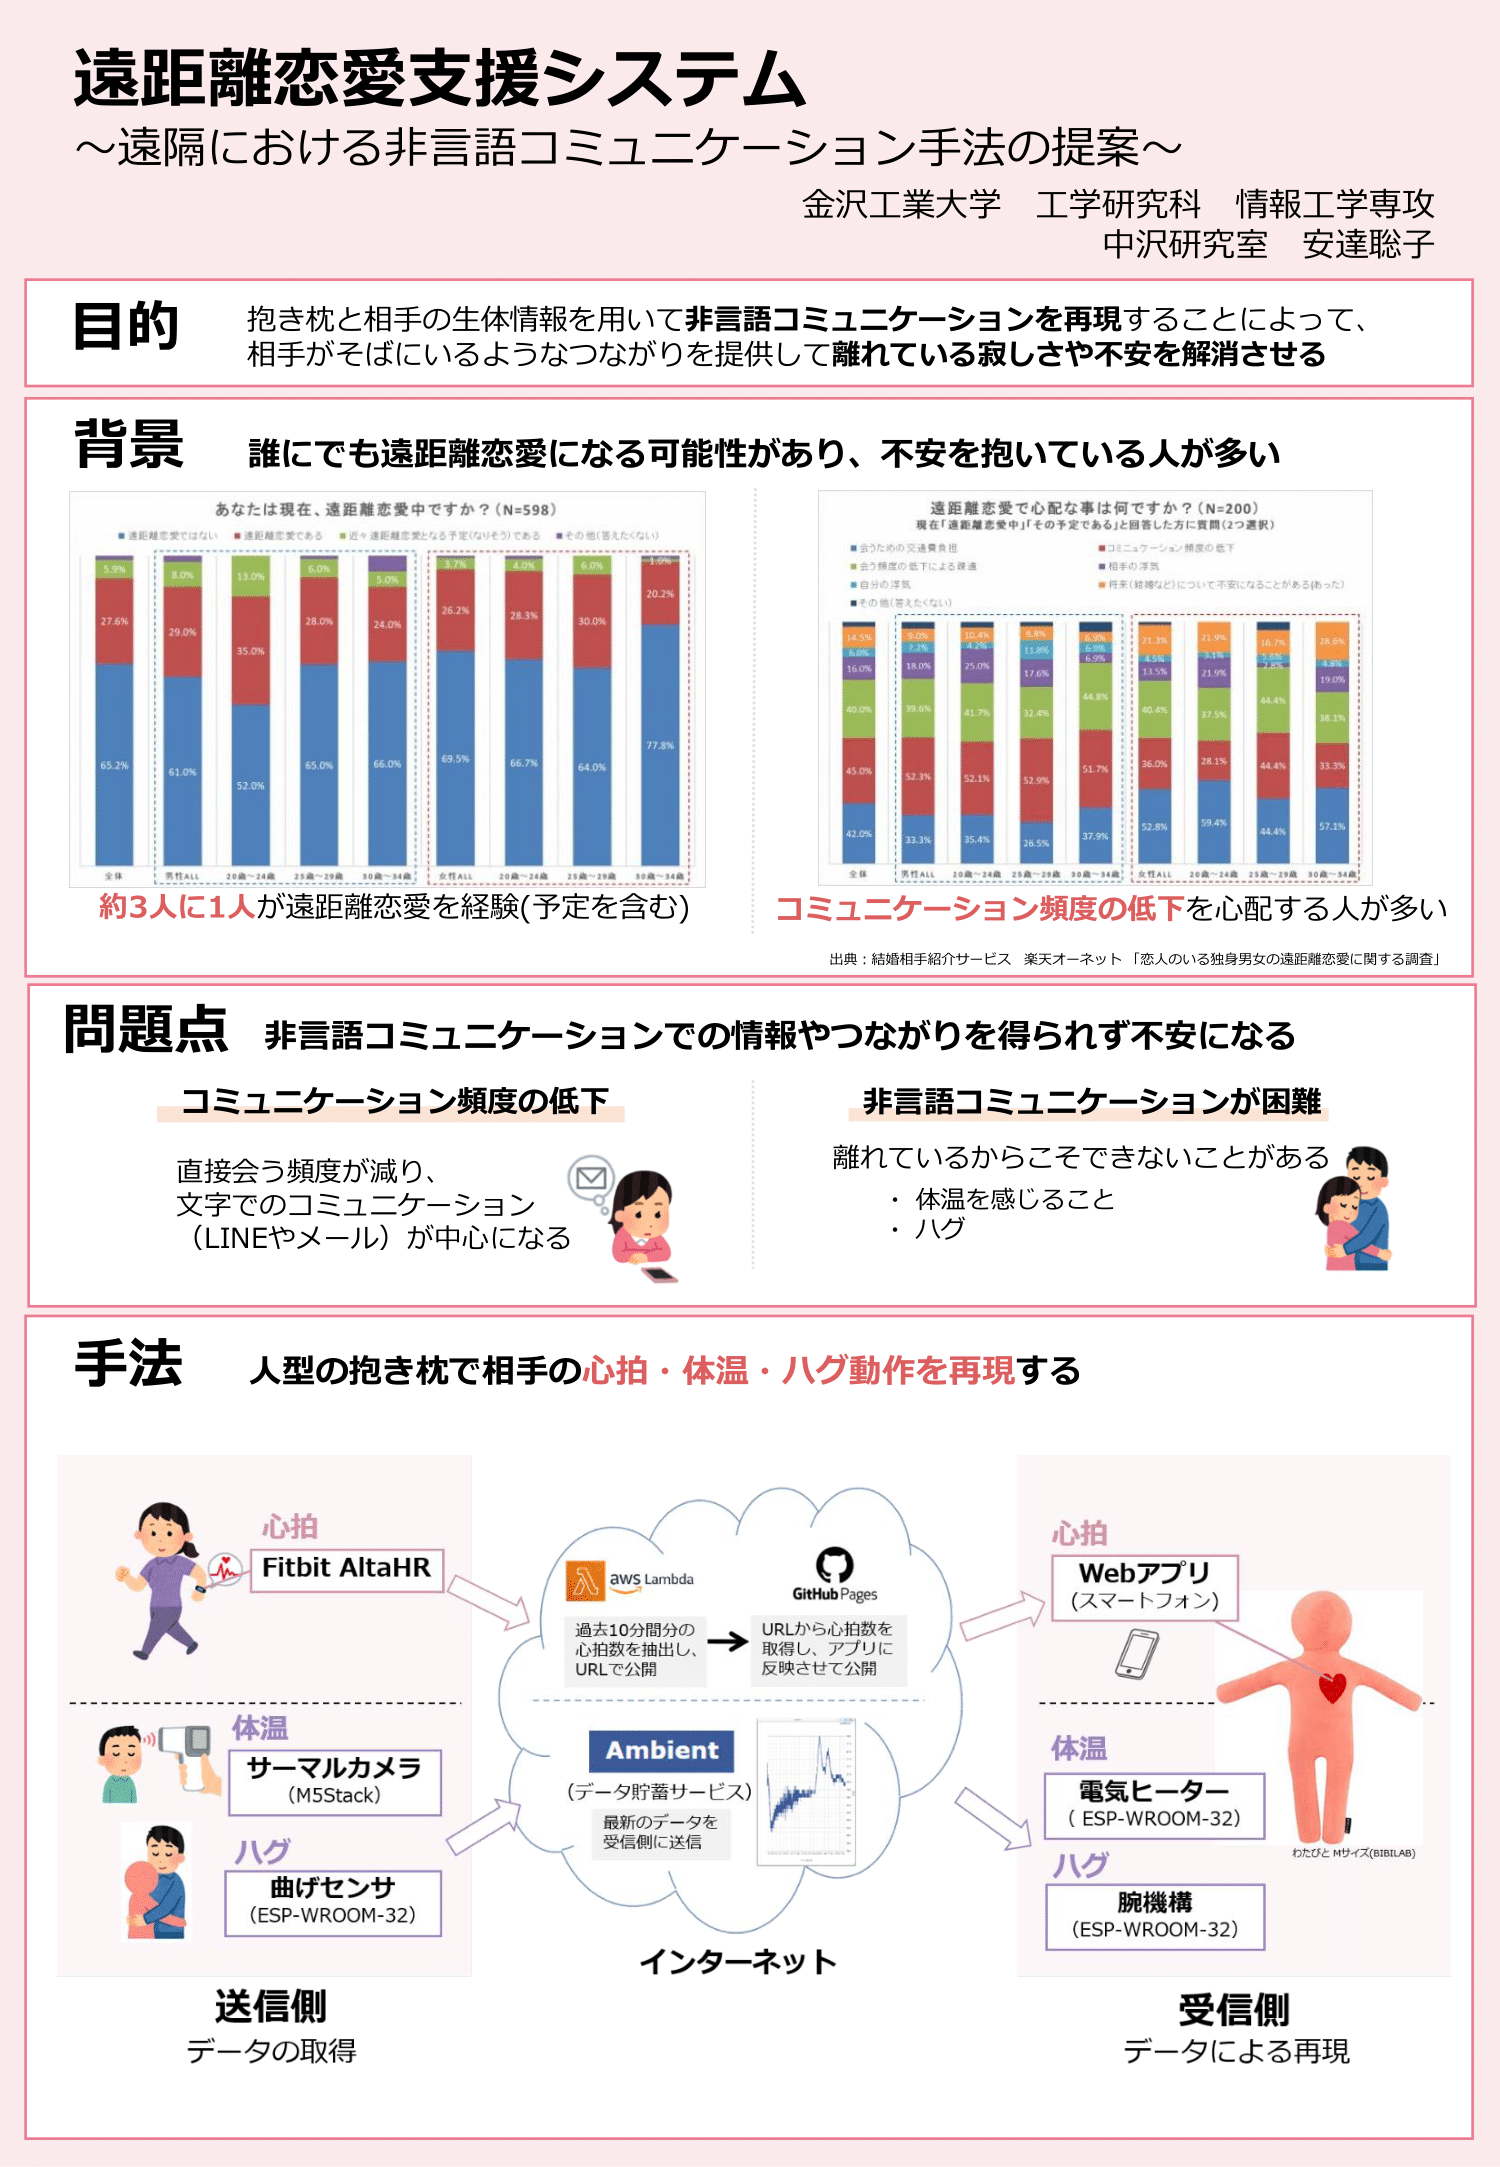 遠距離恋愛支援システム
～遠隔における非言語コミュニケーション手法の提案～
金沢工業大学　工学研究科　情報工学専攻
中沢研究室　安達聡子
目的
抱き枕と相手の生体情報を用いて非言語コミュニケーションを再現することによって、
相手がそばにいるようなつながりを提供して離れている寂しさや不安を解消させる
背景
誰にでも遠距離恋愛になる可能性があり、不安を抱いている人が多い
あなたは現在、遠距離恋愛中ですか？（N=598）
■遠距離恋愛ではない ■遠距離恋愛である ■近々遠距離恋愛となる予定(なりそう)である ■その他(答えたくない)
5.9% 8.0% 13.0% 6.0% 5.0% 3.7% 4.0% 6.0% 1.0%
27.6% 29.0% 35.0% 28.0% 24.0% 26.2% 28.3% 30.0% 20.2%
65.2% 61.0% 52.0% 65.0% 66.0% 69.5% 66.7% 64.0% 77.8%
全体 男性ALL 20歳～24歳 25歳～29歳 30歳～34歳 女性ALL 20歳～24歳 25歳～29歳 30歳～34歳
約3人に1人が遠距離恋愛を経験(予定を含む)
遠距離恋愛で心配な事は何ですか？（N=200）
現在「遠距離恋愛中」「その予定である」と回答した方に質問（2つ選択）
■会うための交通費負担 ■コミニュケーション頻度の低下
■会う頻度の低下による疎遠 ■相手の浮気
■自分の浮気 ■将来(結婚など)について不安になることがある(あった)
■その他(答えたくない)
14.5% 9.0% 10.4% 8.8% 6.9% 21.3% 21.9% 16.7% 28.6%
6.0% 7.2% 4.2% 11.8% 6.9% 4.5% 3.1% 5.6% 4.8%
16.0% 18.0% 25.0% 17.6% 6.9% 13.5% 21.9% 2.8% 19.0%
40.0% 39.6% 41.7% 32.4% 44.8% 40.4% 37.5% 44.4% 38.1%
45.0% 52.3% 52.1% 52.9% 51.7% 36.0% 28.1% 44.4% 33.3%
42.0% 33.3% 35.4% 26.5% 37.9% 52.8% 59.4% 44.4% 57.1%
全体 男性ALL 20歳～24歳 25歳～29歳 30歳～34歳 女性ALL 20歳～24歳 25歳～29歳 30歳～34歳
コミュニケーション頻度の低下を心配する人が多い
出典：結婚相手紹介サービス　楽天オーネット 「恋人のいる独身男女の遠距離恋愛に関する調査」
問題点
非言語コミュニケーションでの情報やつながりを得られず不安になる
コミュニケーション頻度の低下
直接会う頻度が減り、
文字でのコミュニケーション
（LINEやメール）が中心になる
非言語コミュニケーションが困難
離れているからこそできないことがある
・ 体温を感じること
・ ハグ
手法
人型の抱き枕で相手の心拍・体温・ハグ動作を再現する
心拍
Fitbit AltaHR
体温
サーマルカメラ
（M5Stack）
ハグ
曲げセンサ
（ESP-WROOM-32）
送信側
データの取得
aws Lambda
過去10分間分の
心拍数を抽出し、
URLで公開
GitHub Pages
URLから心拍数を
取得し、アプリに
反映させて公開
Ambient
（データ貯蓄サービス）
最新のデータを
受信側に送信
インターネット
心拍
Webアプリ
（スマートフォン）
体温
電気ヒーター
（ ESP-WROOM-32）
ハグ
腕機構
（ESP-WROOM-32）
わたびと Mサイズ(BIBILAB)
受信側
データによる再現